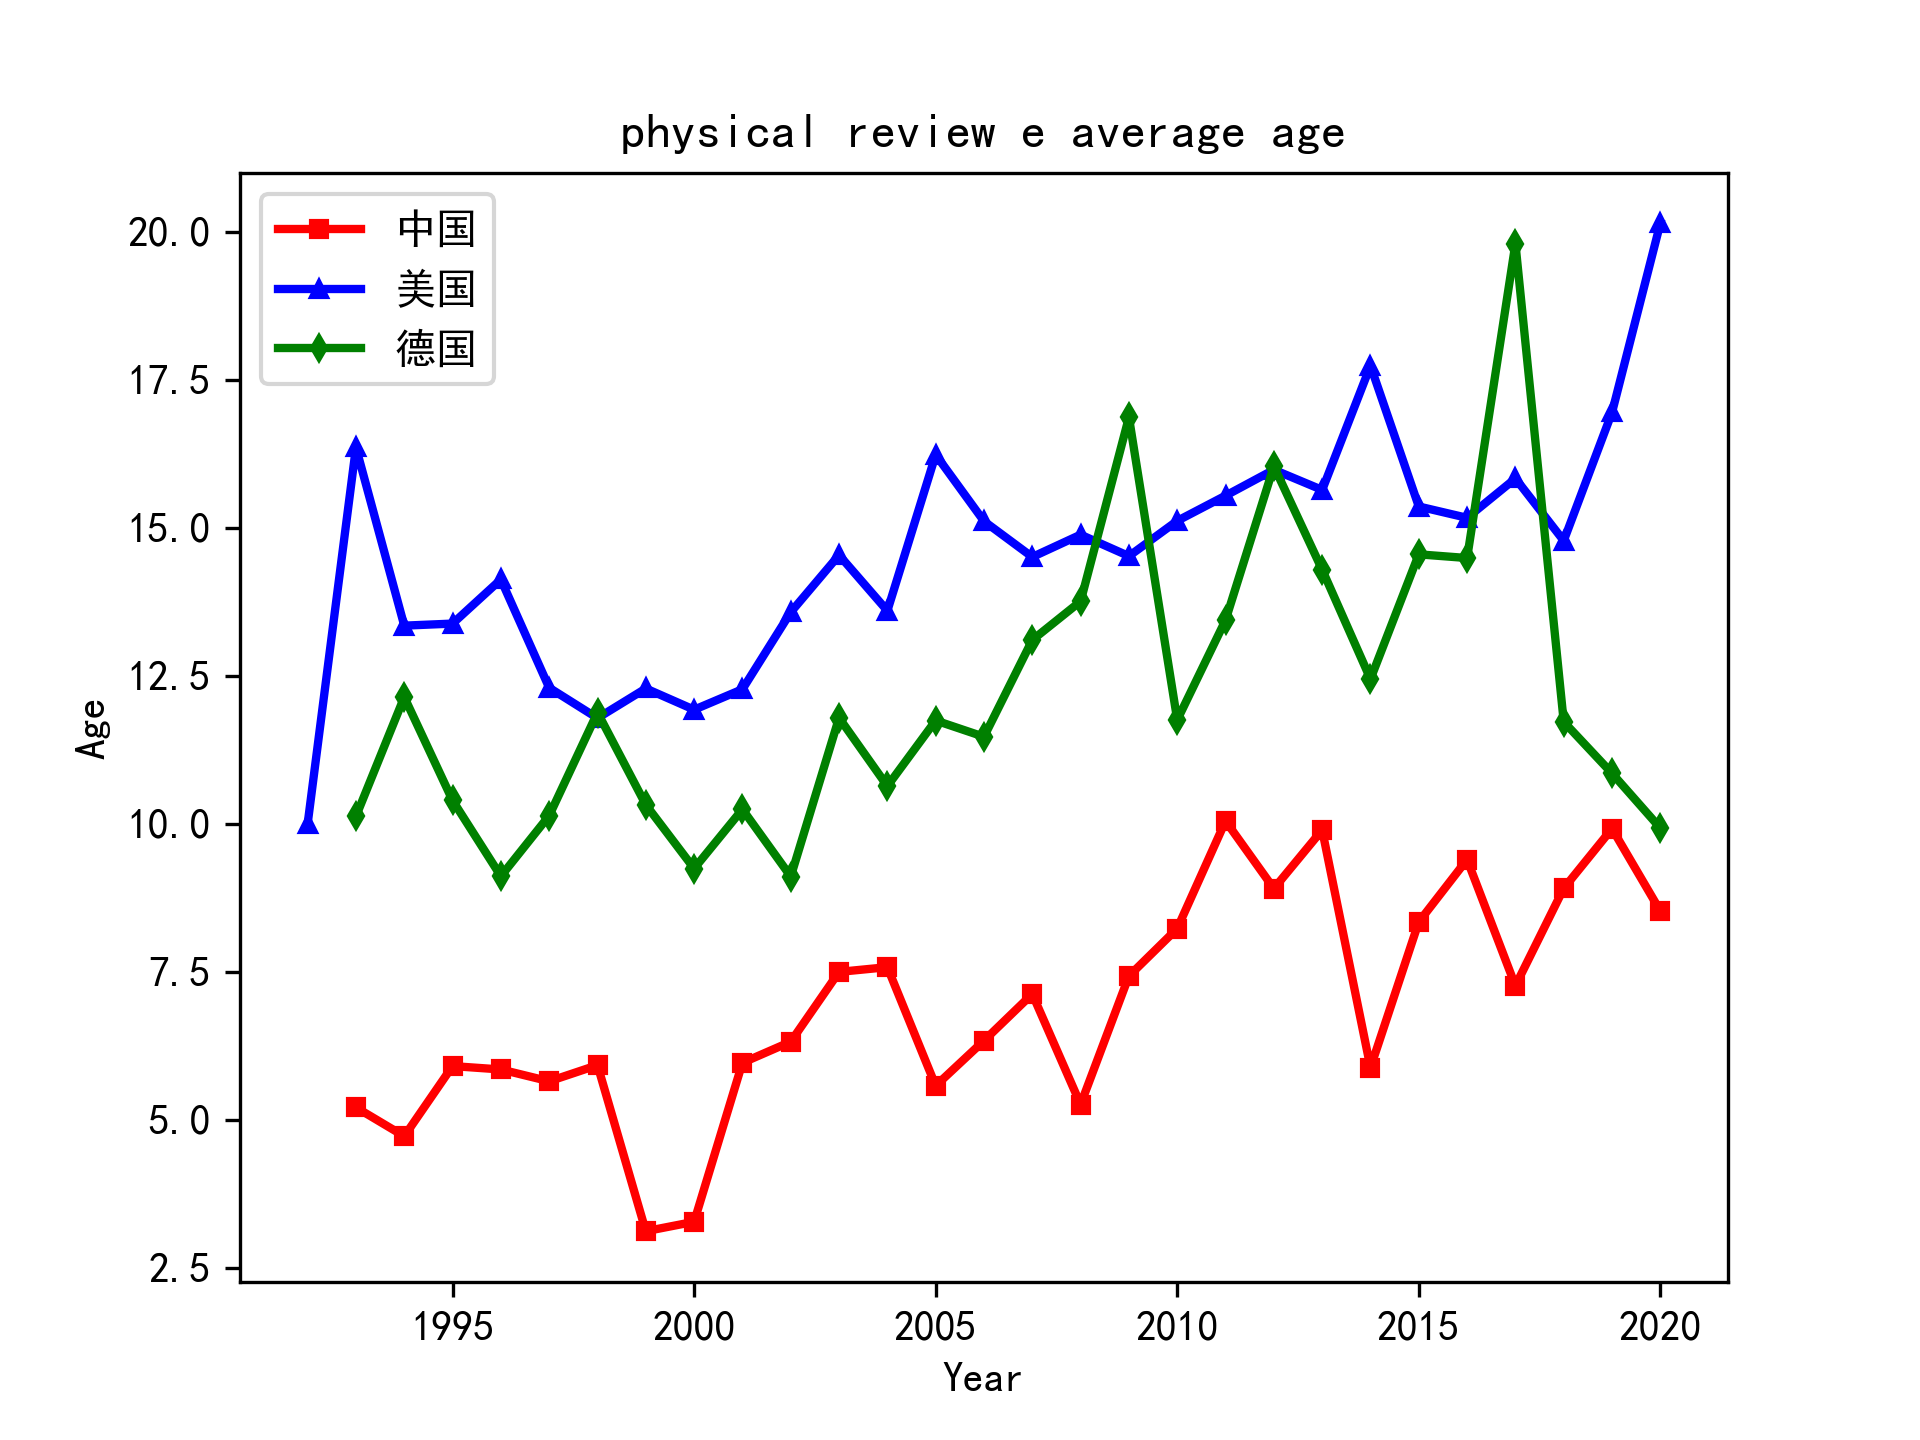 physical review e average age
中国
美国
德国
20.0
17.5
15.0
12.5
10.0
7.5
5.0
2.5
Age
1995 2000 2005 2010 2015 2020
Year